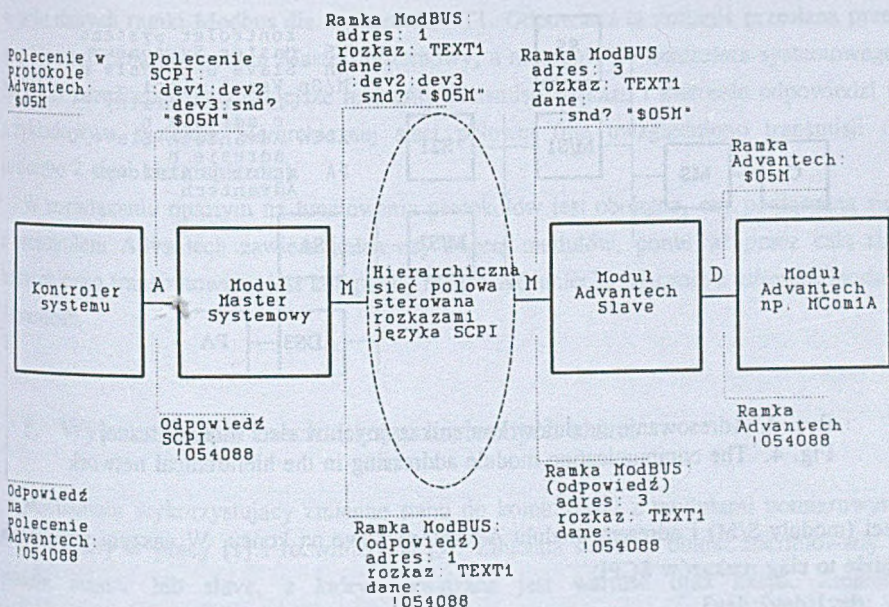 Polecenie w
protokole
Advantech:
$05M
Polecenie
SCPI:
:dev1:dev2
:dev3 snd?
"$05M"
Ramka ModBUS:
adres: 1
rozkaz: TEXT1
dane:
:dev2:dev3
snd? "$05M"
Ramka ModBUS
adres: 3
rozkaz: TEXT1
dane:
snd? "$05M"
Ramka
Advantech:
$05M
Kontroler
systemu
A
Moduł
Master
Systemowy
M
Hierarchiczna
sieć polowa
sterowana
rozkazami
języka SCPI
Moduł
Advantech
Slave
D
Moduł
Advantech
np. MCom1A
Odpowiedź
SCPI:
!054088
Ramka
Advantech
!054088
Odpowiedź
na
polecenie
Advantech:
!054088
Ramka ModBUS:
(odpowiedź)
adres: 1
rozkaz: TEXT1
dane:
!054088
Ramka ModBUS
(odpowiedź)
adres: 3
rozkaz: TEXT1
dane:
!054088